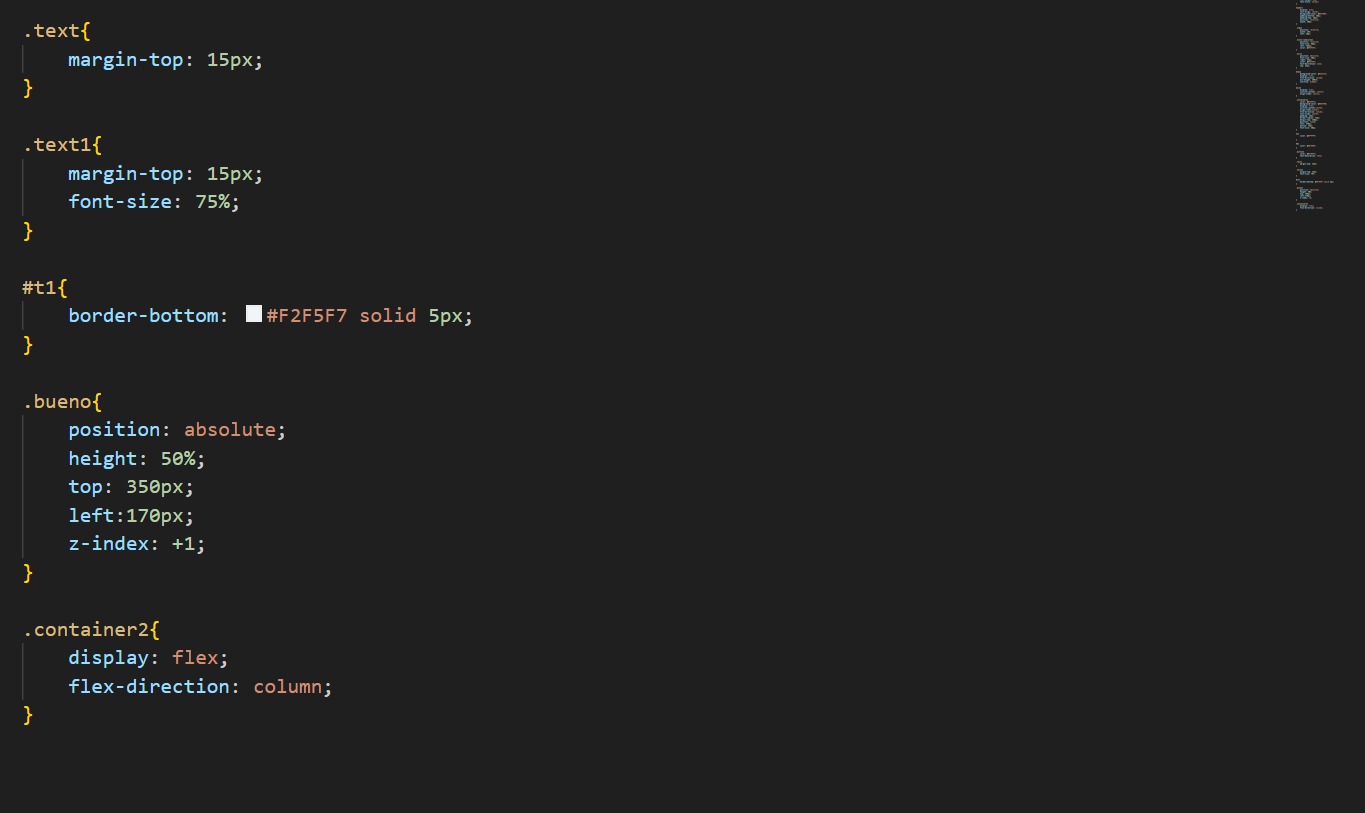 .text{
    margin-top: 15px;
}

.text1{
    margin-top: 15px;
    font-size: 75%;
}

#t1{
    border-bottom: #F2F5F7 solid 5px;
}

.bueno{
    position: absolute;
    height: 50%;
    top: 350px;
    left:170px;
    z-index: +1;
}

.container2{
    display: flex;
    flex-direction: column;
}